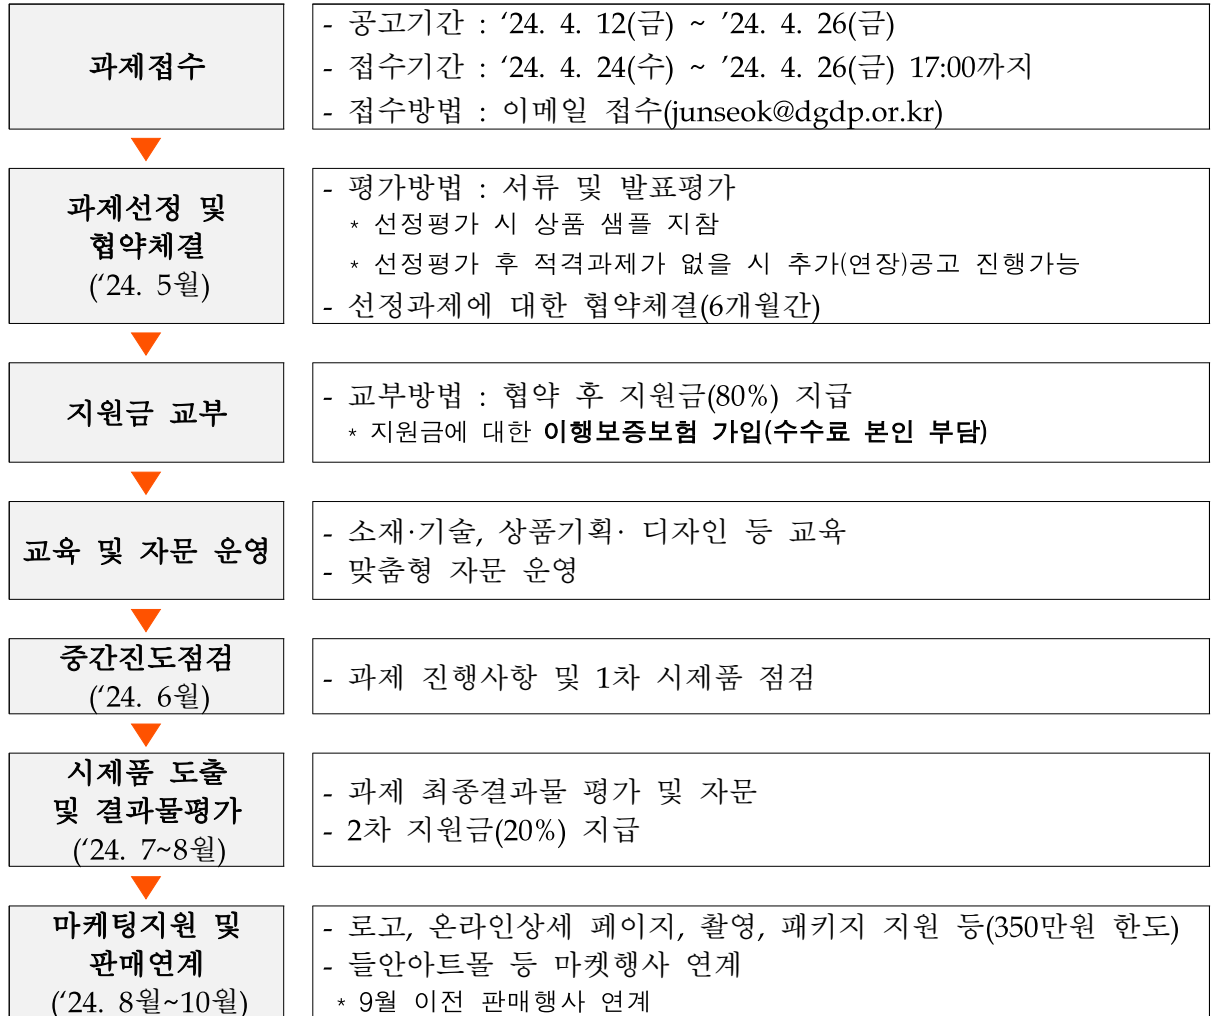 과제접수
- 공고기간 : ‘24. 4. 12(금) ~ ’24. 4. 26(금)
- 접수기간 : ‘24. 4. 24(수) ~ ’24. 4. 26(금) 17:00까지
- 접수방법 : 이메일 접수(junseok@dgdp.or.kr)
과제선정 및
협약체결
(‘24. 5월)
- 평가방법 : 서류 및 발표평가
* 선정평가 시 상품 샘플 지참
* 선정평가 후 적격과제가 없을 시 추가(연장)공고 진행가능
- 선정과제에 대한 협약체결(6개월간)
지원금 교부
- 교부방법 : 협약 후 지원금(80%) 지급
* 지원금에 대한 이행보증보험 가입(수수료 본인 부담)
교육 및 자문 운영
- 소재·기술, 상품기획· 디자인 등 교육
- 맞춤형 자문 운영
중간진도점검
(‘24. 6월)
- 과제 진행사항 및 1차 시제품 점검
시제품 도출
및 결과물평가
(‘24. 7~8월)
- 과제 최종결과물 평가 및 자문
- 2차 지원금(20%) 지급
마케팅지원 및
판매연계
(‘24. 8월~10월)
- 로고, 온라인상세 페이지, 촬영, 패키지 지원 등(350만원 한도)
- 들안아트몰 등 마켓행사 연계
* 9월 이전 판매행사 연계